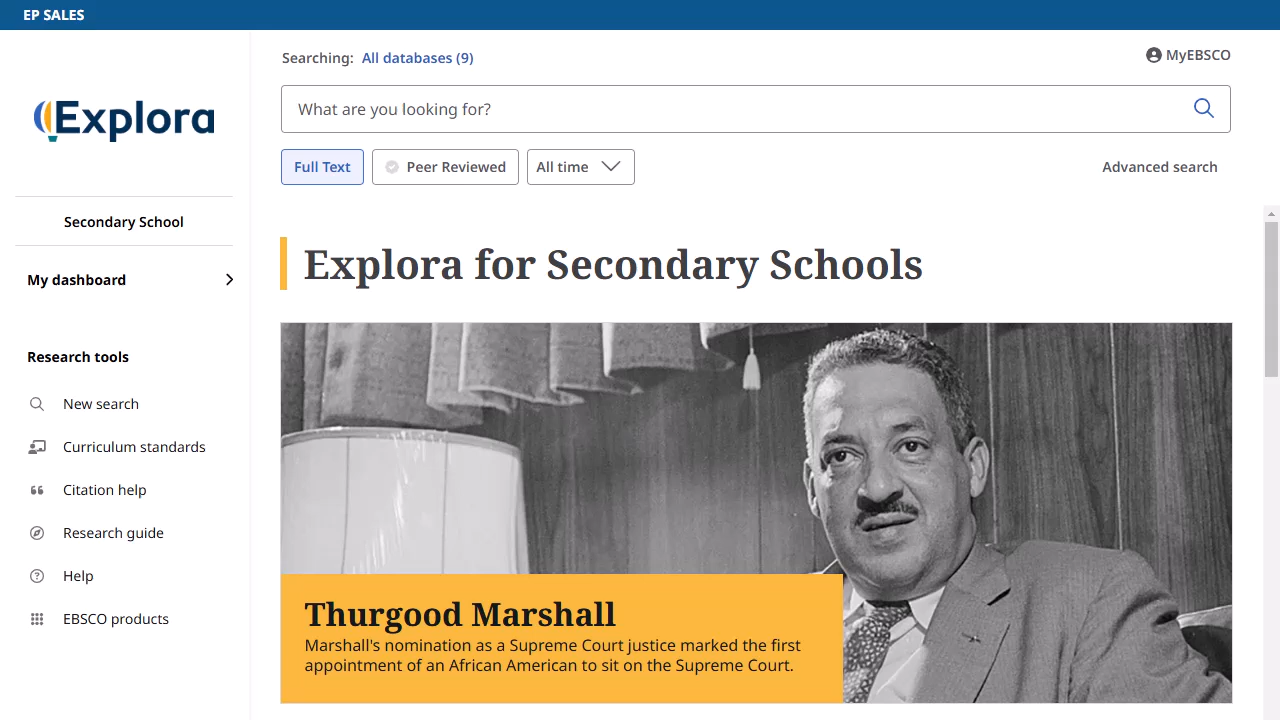 EP SALES
Explora
Secondary School
My dashboard
Research tools
New search
Curriculum standards
Citation help
Research guide
Help
EBSCO products
Searching: All databases (9)
MyEBSCO
What are you looking for?
Full Text
Peer Reviewed
All time
Advanced search
Explora for Secondary Schools
Thurgood Marshall
Marshall's nomination as a Supreme Court justice marked the first
appointment of an African American to sit on the Supreme Court.